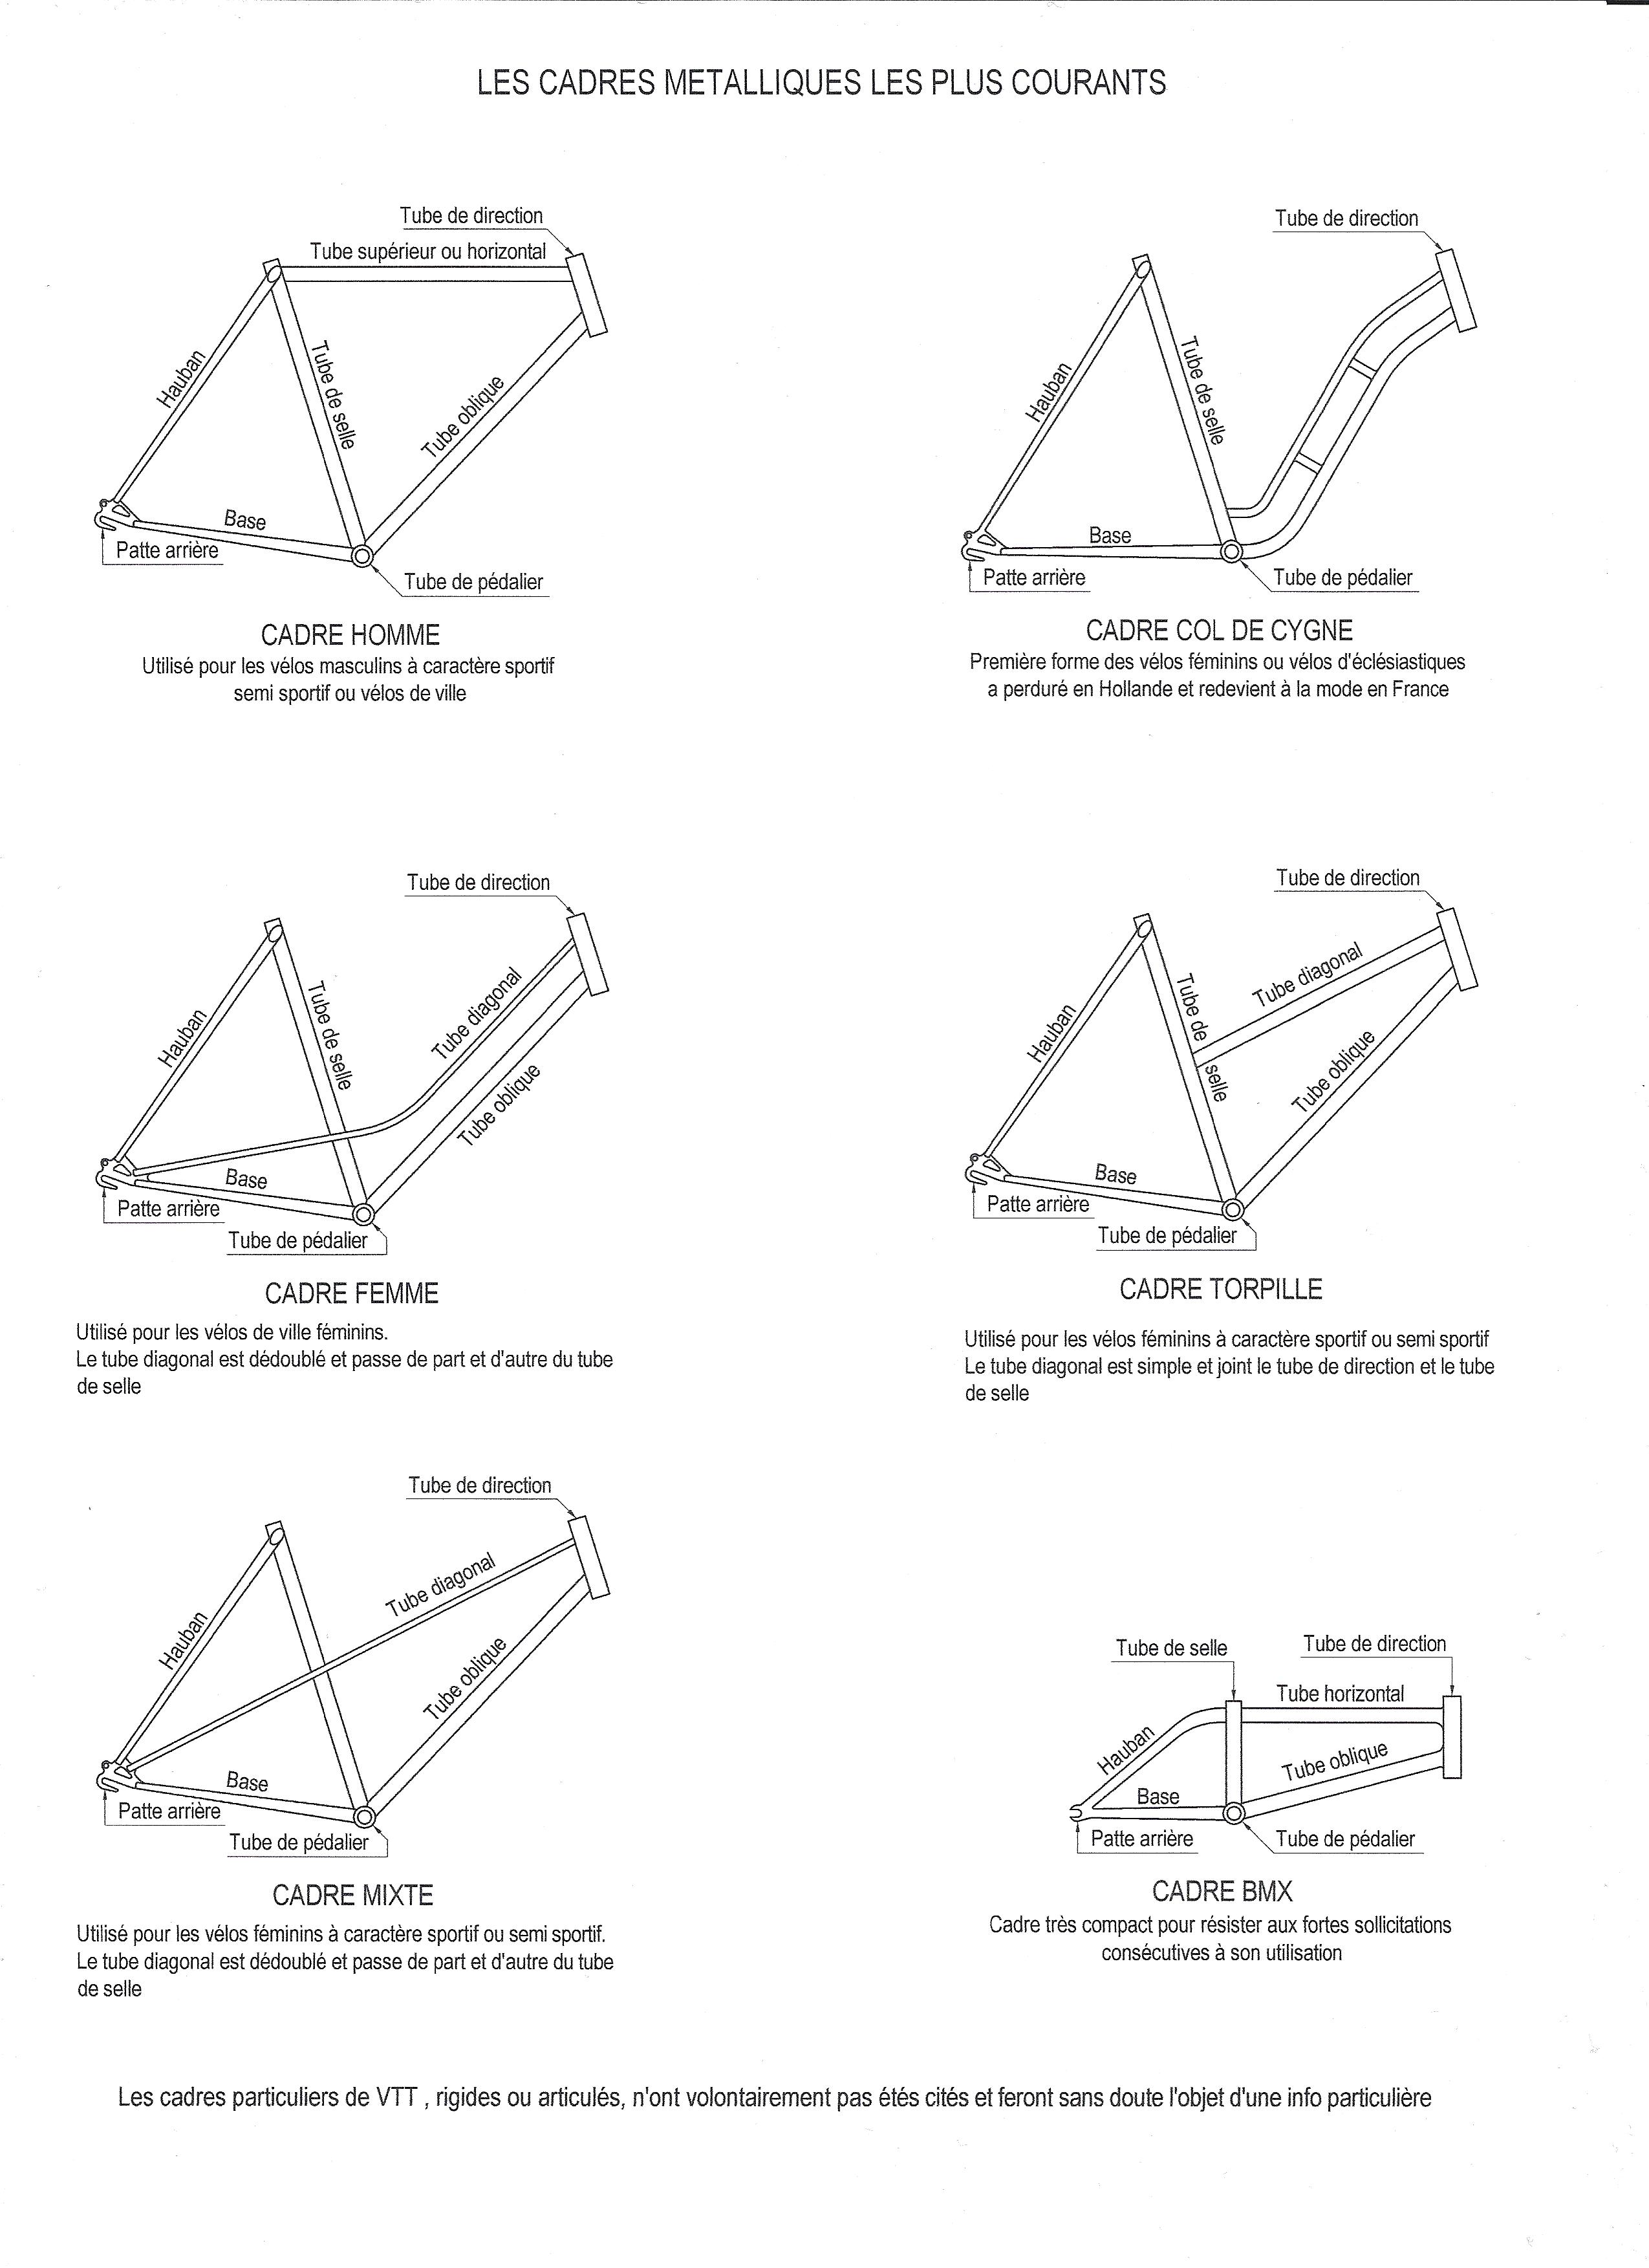 LES CADRES METALLIQUES LES PLUS COURANTS
Tube de direction
Tube supérieur ou horizontal
Hauban
Tube de selle
Tube oblique
Base
Patte arrière
Tube de pédalier
CADRE HOMME
Utilisé pour les vélos masculins à caractère sportif
semi sportif ou vélos de ville
Tube de direction
Hauban
Tube de selle
Base
Patte arrière
Tube de pédalier
CADRE COL DE CYGNE
Première forme des vélos féminins ou vélos d'éclésiastiques
a perduré en Hollande et redevient à la mode en France
Tube de direction
Hauban
Tube de selle
Tube diagonal
Tube oblique
Base
Patte arrière
Tube de pédalier
CADRE FEMME
Utilisé pour les vélos de ville féminins.
Le tube diagonal est dédoublé et passe de part et d'autre du tube
de selle
Tube de direction
Hauban
Tube de selle
Tube diagonal
Tube oblique
Base
Patte arrière
Tube de pédalier
CADRE TORPILLE
Utilisé pour les vélos féminins à caractère sportif ou semi sportif
Le tube diagonal est simple et joint le tube de direction et le tube
de selle
Tube de direction
Hauban
Tube diagonal
Tube oblique
Base
Patte arrière
Tube de pédalier
CADRE MIXTE
Utilisé pour les vélos féminins à caractère sportif ou semi sportif.
Le tube diagonal est dédoublé et passe de part et d'autre du tube
de selle
Tube de selle
Tube de direction
Tube horizontal
Hauban
Tube oblique
Base
Patte arrière
Tube de pédalier
CADRE BMX
Cadre très compact pour résister aux fortes sollicitations
consécutives à son utilisation
Les cadres particuliers de VTT , rigides ou articulés, n'ont volontairement pas étés cités et feront sans doute l'objet d'une info particulière